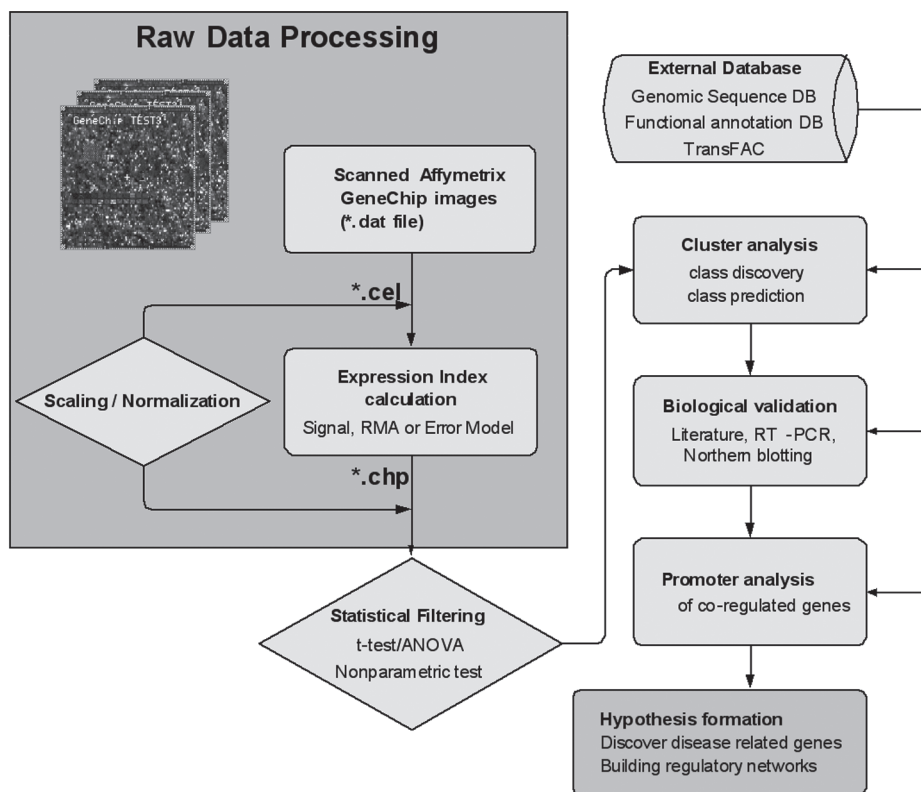 Raw Data Processing
GeneChip TEST3
Scanned Affymetrix
GeneChip images
(*.dat file)
*.cel
Scaling / Normalization
Expression Index
calculation
Signal, RMA or Error Model
*.chp
Statistical Filtering
t-test/ANOVA
Nonparametric test
External Database
Genomic Sequence DB
Functional annotation DB
TransFAC
Cluster analysis
class discovery
class prediction
Biological validation
Literature, RT -PCR,
Northern blotting
Promoter analysis
of co-regulated genes
Hypothesis formation
Discover disease related genes
Building regulatory networks